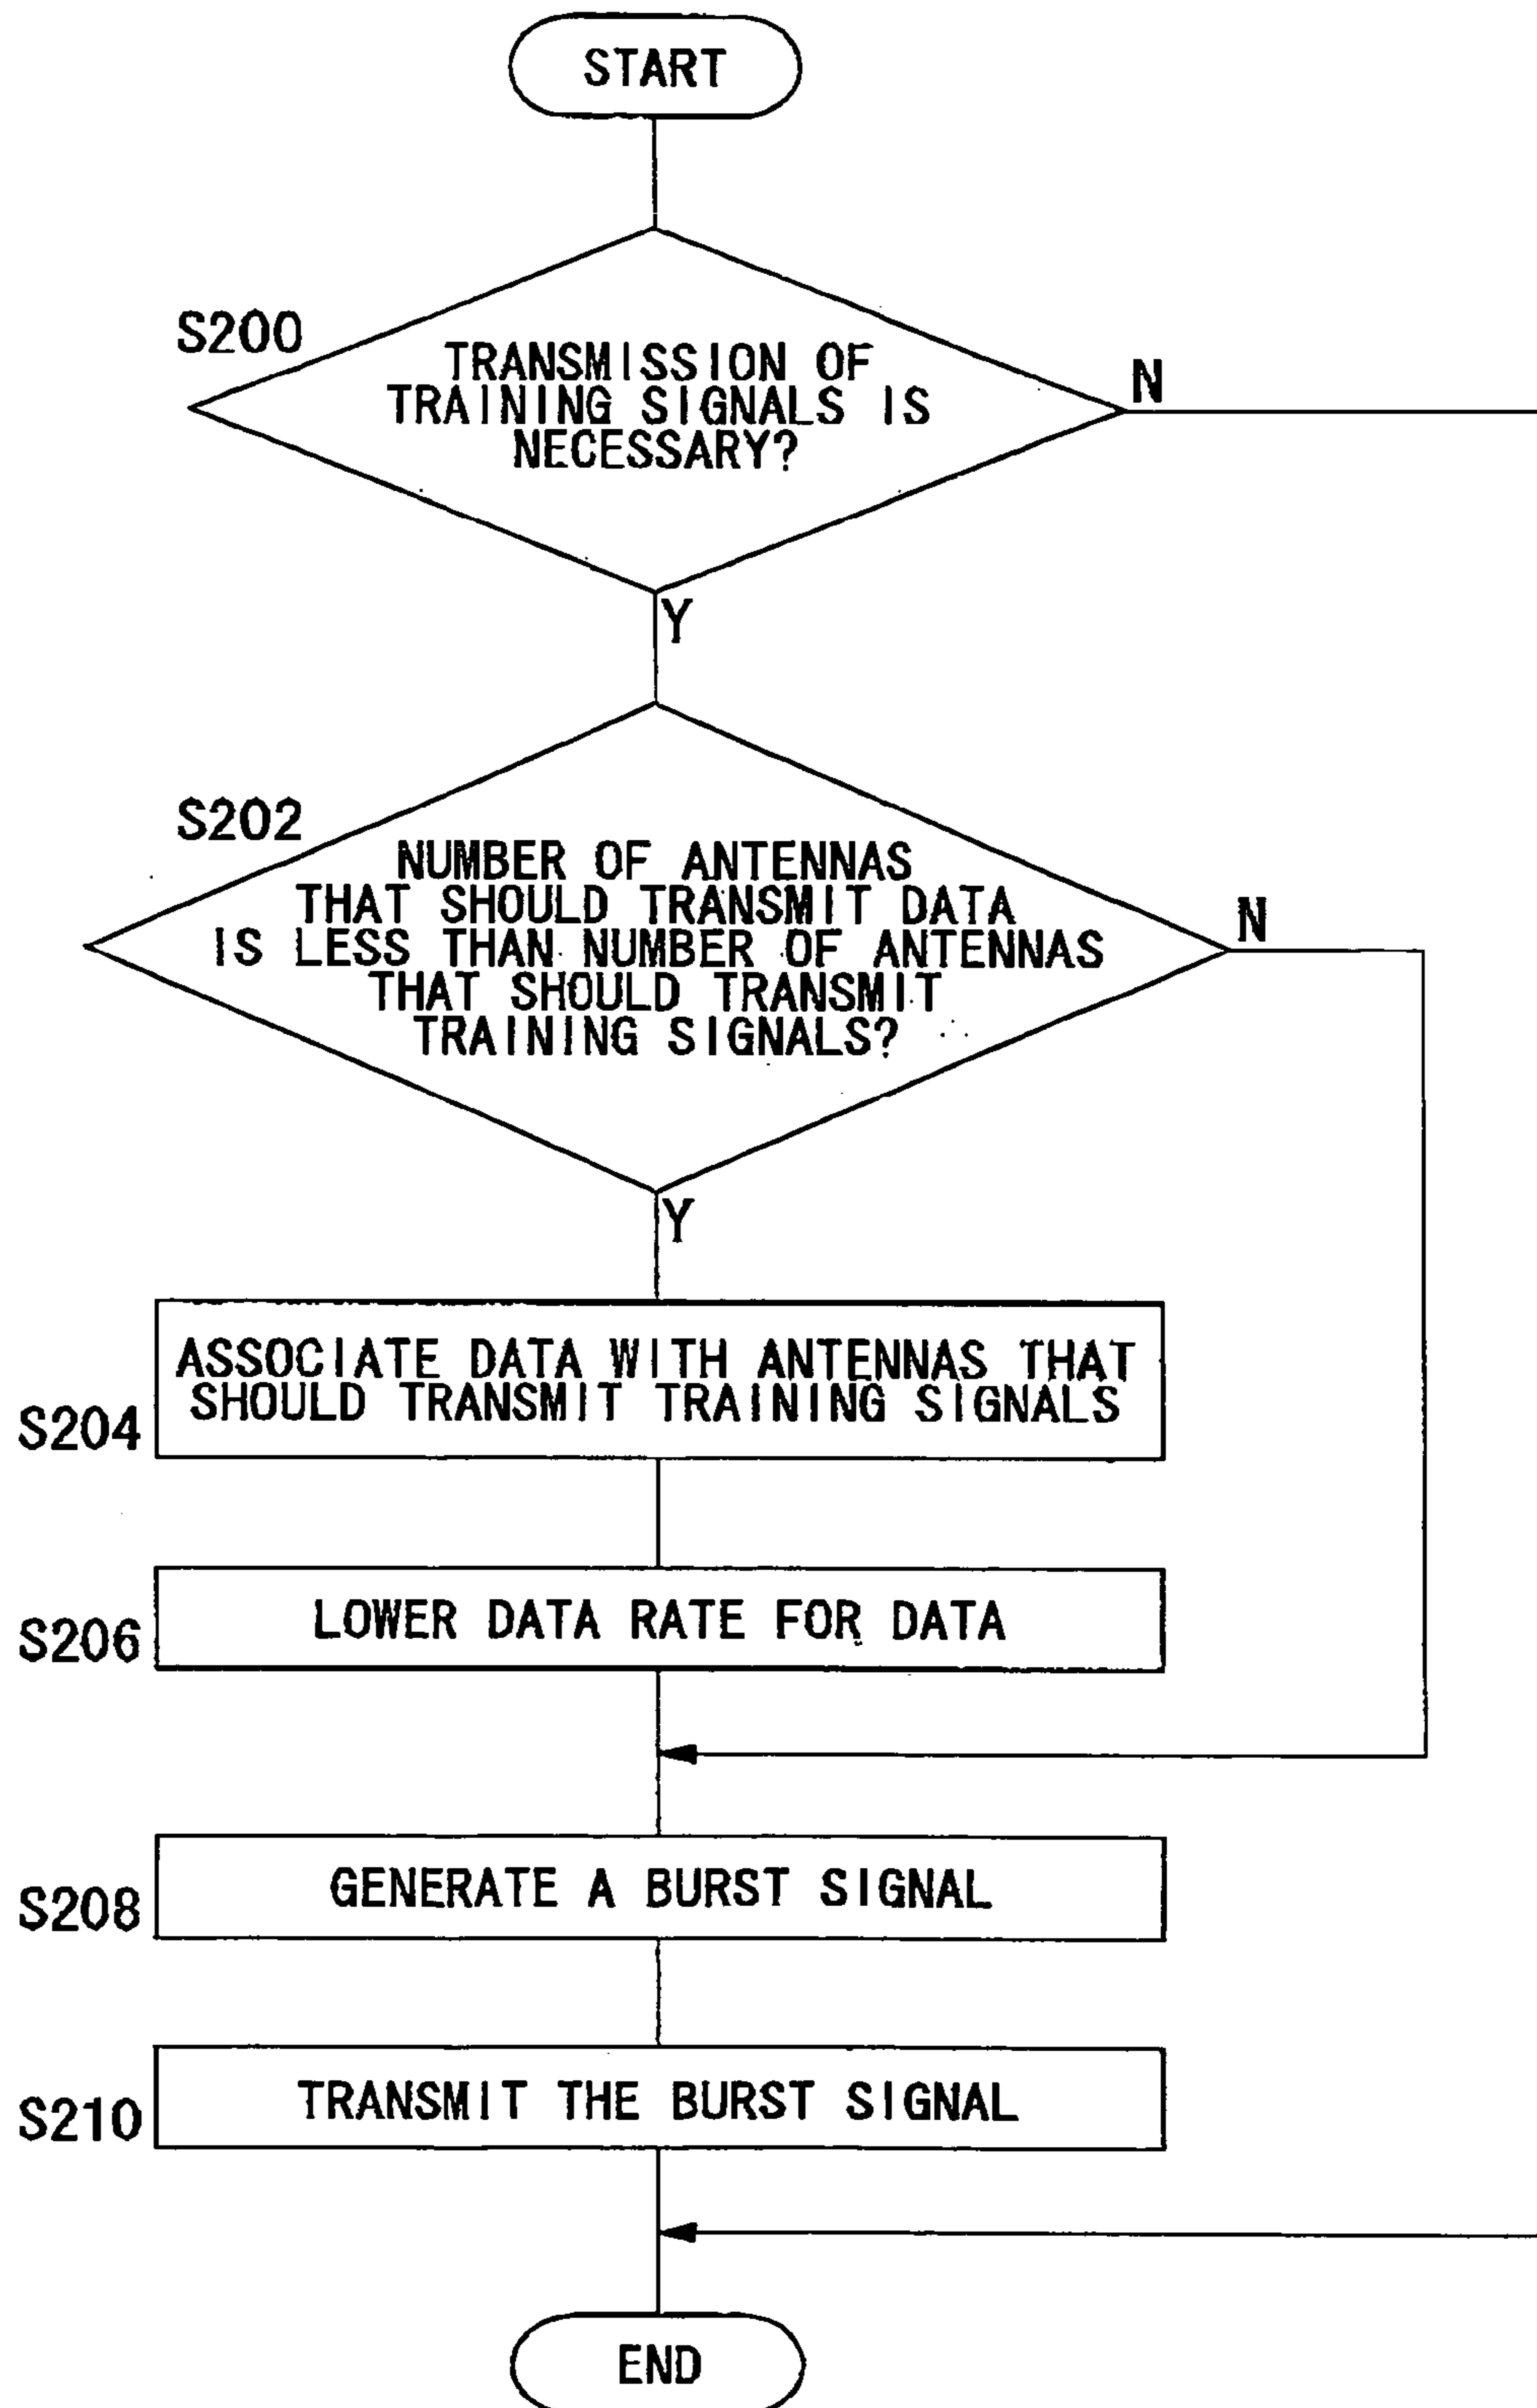 START
S200
TRANSMISSION OF
TRAINING SIGNALS IS
NECESSARY?
N
Y
S202
NUMBER OF ANTENNAS
THAT SHOULD TRANSMIT DATA
IS LESS THAN NUMBER OF ANTENNAS
THAT SHOULD TRANSMIT
TRAINING SIGNALS?
N
Y
ASSOCIATE DATA WITH ANTENNAS THAT
SHOULD TRANSMIT TRAINING SIGNALS
S204
LOWER DATA RATE FOR DATA
S206
GENERATE A BURST SIGNAL
S208
TRANSMIT THE BURST SIGNAL
S210
END